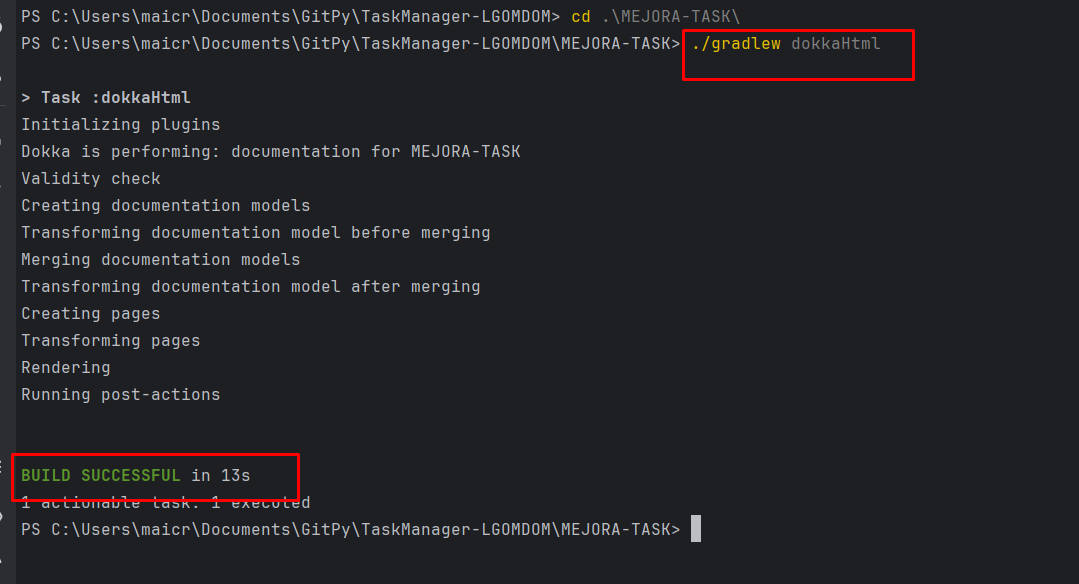 PS C:\Users\maicr\Documents\GitPy\TaskManager-LGOMDOM> cd .\MEJORA-TASK\
PS C:\Users\maicr\Documents\GitPy\TaskManager-LGOMDOM\MEJORA-TASK> ./gradlew dokkaHtml
> Task :dokkaHtml
Initializing plugins
Dokka is performing: documentation for MEJORA-TASK
Validity check
Creating documentation models
Transforming documentation model before merging
Merging documentation models
Transforming documentation model after merging
Creating pages
Transforming pages
Rendering
Running post-actions
BUILD SUCCESSFUL in 13s
1 actionable task: 1 executed
PS C:\Users\maicr\Documents\GitPy\TaskManager-LGOMDOM\MEJORA-TASK>